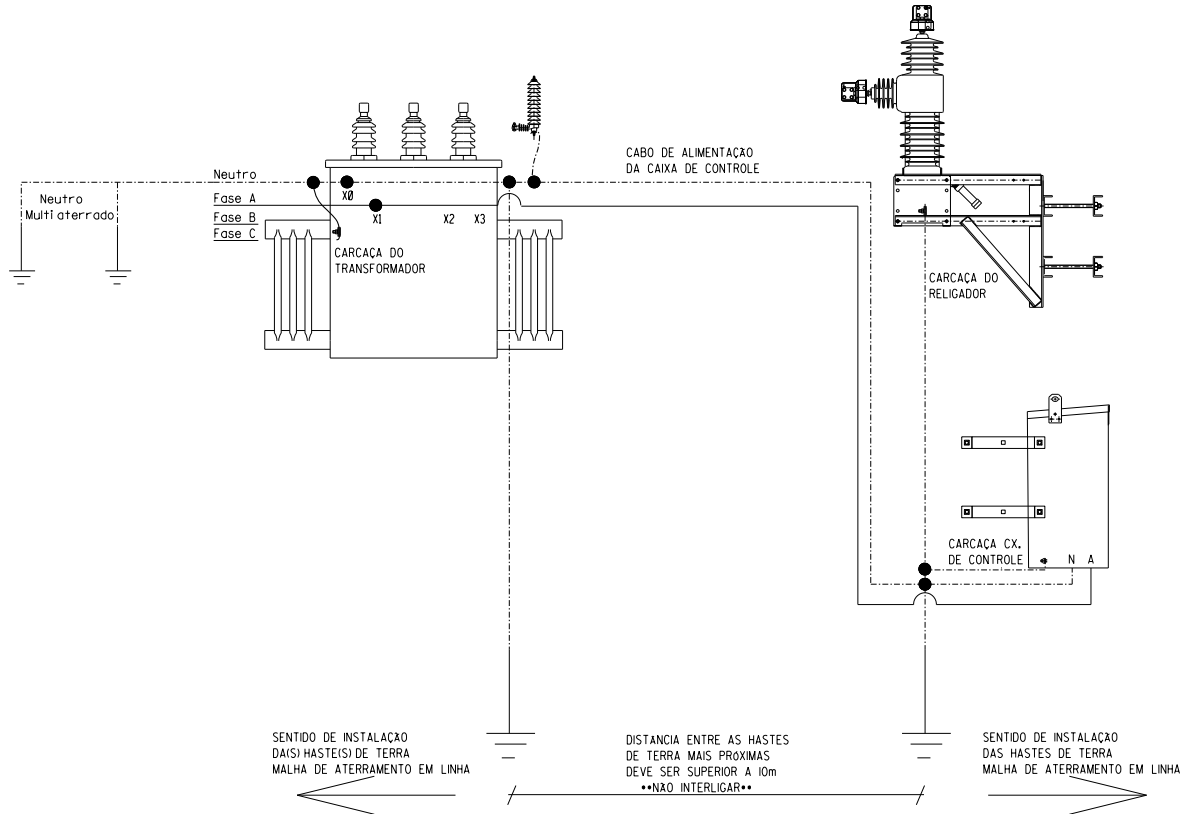 CABO DE ALIMENTAÇÃO
DA CAIXA DE CONTROLE
Neutro
Neutro
Multiaterrado
Fase A
Fase B
Fase C
XØ
X1
X2
X3
CARCAÇA DO
TRANSFORMADOR
CARCAÇA DO
RELIGADOR
CARCAÇA CX.
DE CONTROLE
N
A
SENTIDO DE INSTALAÇÃO
DA(S) HASTE(S) DE TERRA
MALHA DE ATERRAMENTO EM LINHA
DISTANCIA ENTRE AS HASTES
DE TERRA MAIS PRÓXIMAS
DEVE SER SUPERIOR A 10m
••NÃO INTERLIGAR••
SENTIDO DE INSTALAÇÃO
DAS HASTES DE TERRA
MALHA DE ATERRAMENTO EM LINHA